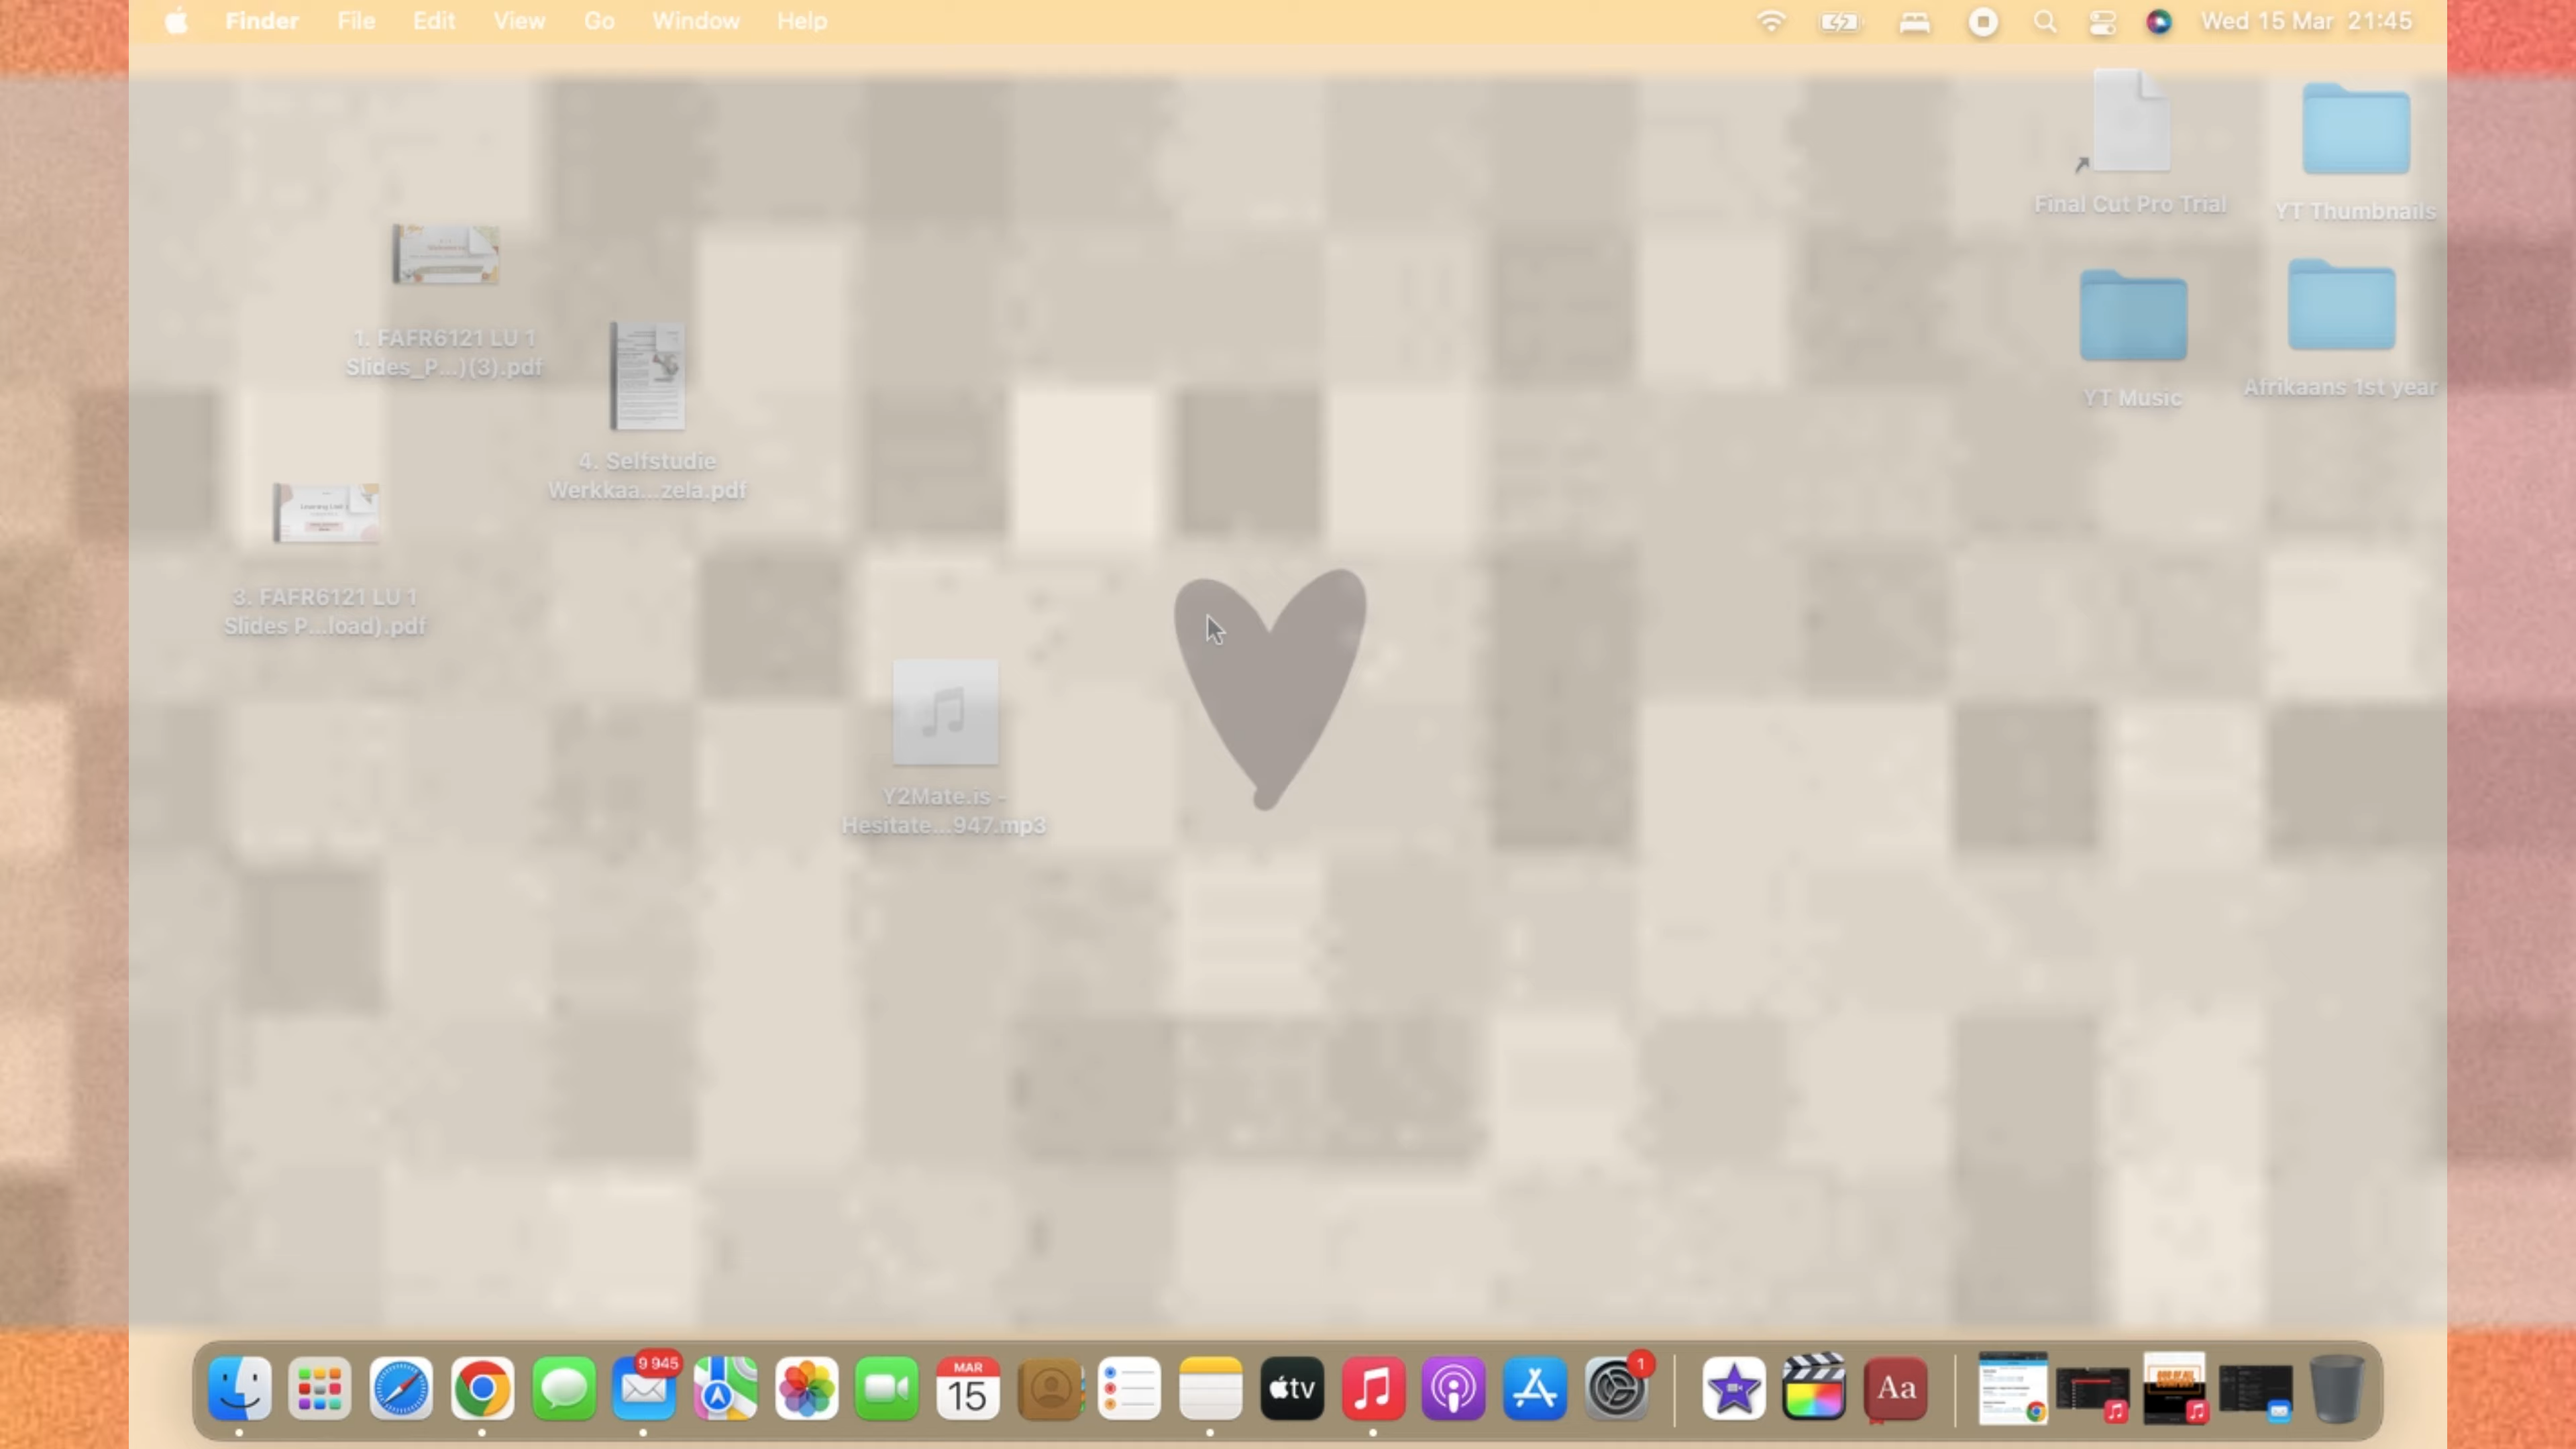 Finder File Edit View Go Window Help Wed 15 Mar 21:45
Final Cut Pro Trial
YT Thumbnails
1. FAFR6121 LU 1
Slides_P...)(3).pdf
YT Music
Afrikaans 1st year
4. Selfstudie
Werkkaa...zela.pdf
3. FAFR6121 LU 1
Slides P...load).pdf
Y2Mate.is -
Hesitate...947.mp3
9 945
MAR
15
tv
1
Aa